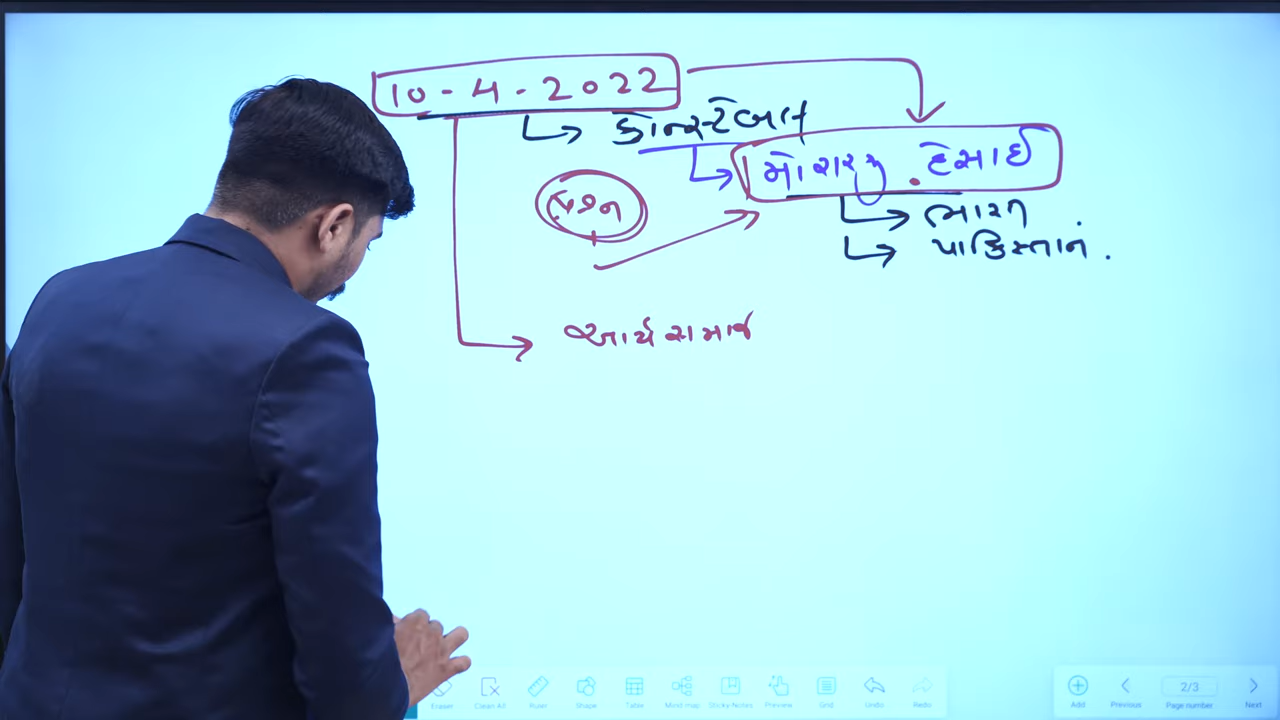 10 - 4 - 2022
કોન્સ્ટેબલ
મોરારજી . દેસાઈ
પ્રશ્ન
ભારત .
પાકિસ્તાન .
આર્ય સમાજ
Eraser Clean All Ruler Shape Table Mind map Sticky Notes Preview Grid Undo Redo
Add Previous 2/3 Page number Next